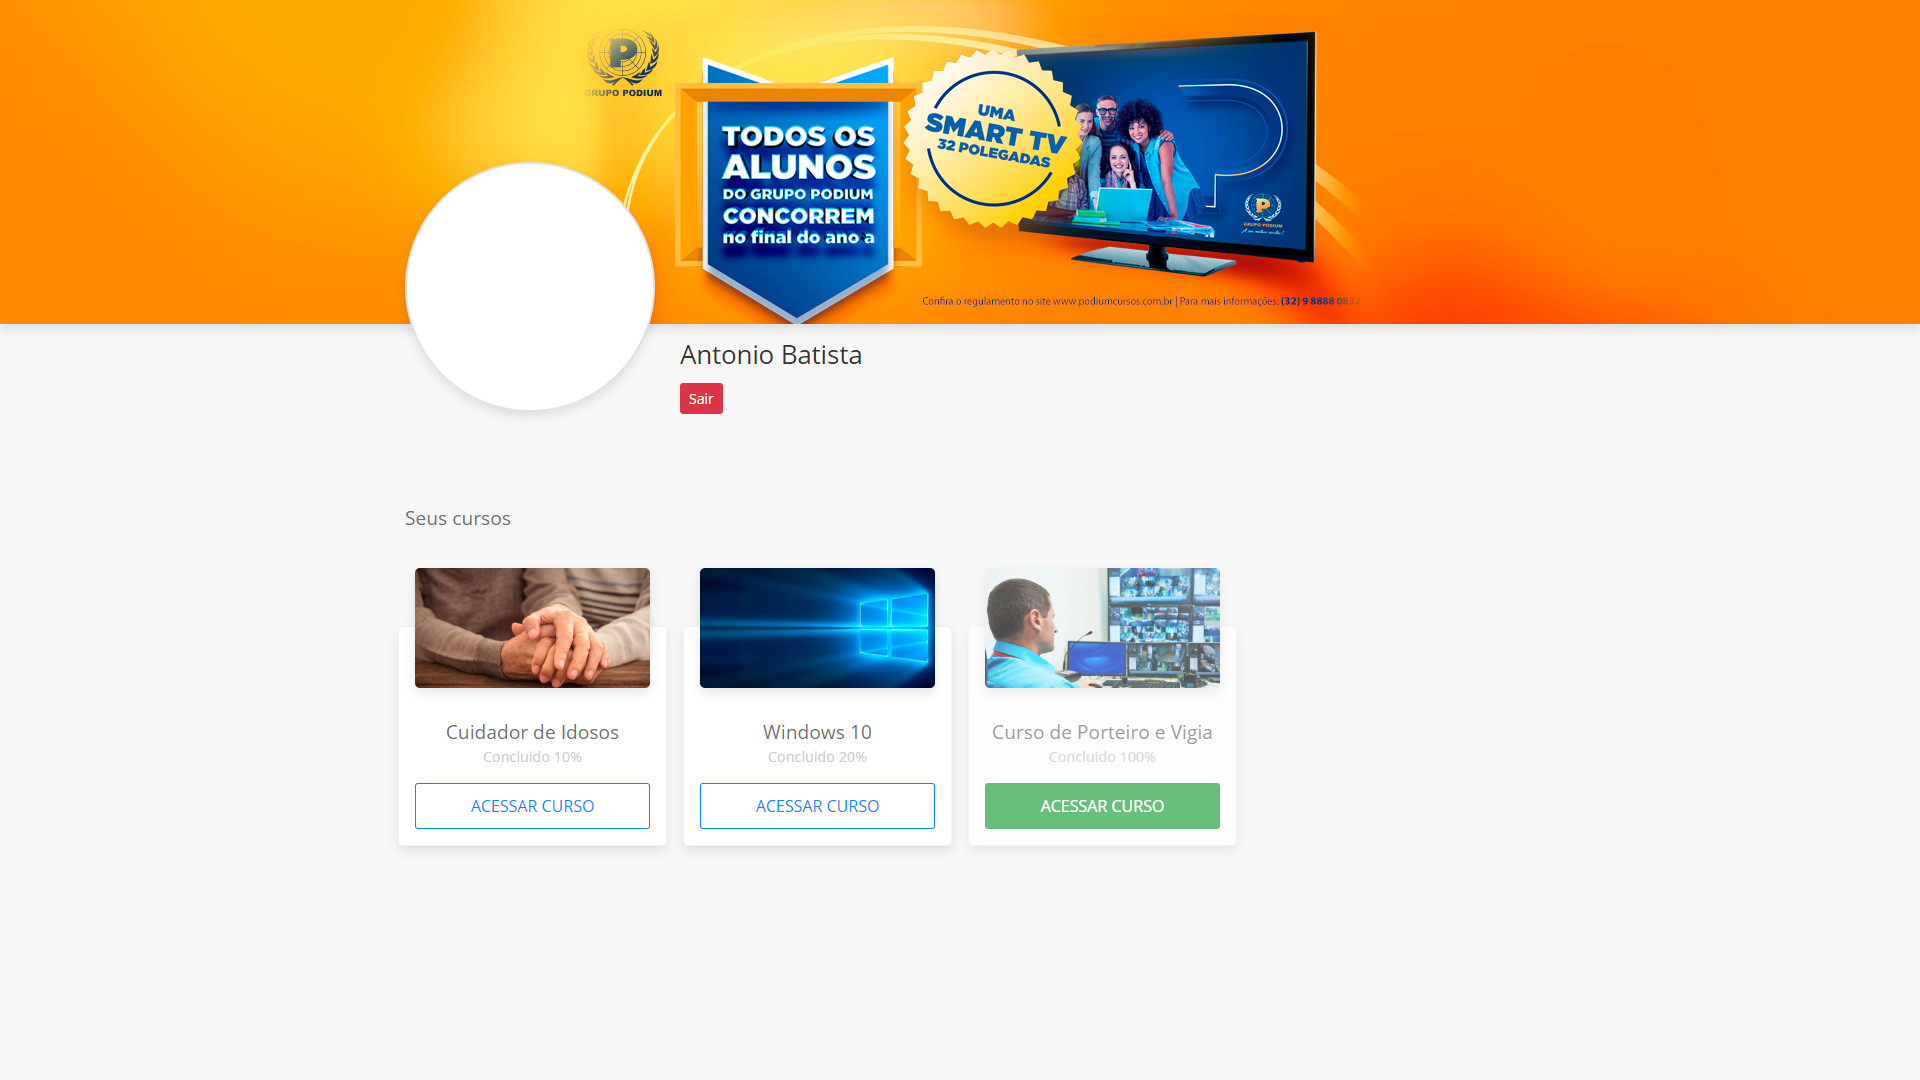 GRUPO PODIUM
TODOS OS
ALUNOS
DO GRUPO PODIUM
CONCORREM
no final do ano a
UMA
SMART TV
32 POLEGADAS
P
GRUPO PODIUM
Confira o regulamento no site www.podiumcursos.com.br | Para mais informações: (32) 9 8888 0832
Antonio Batista
Sair
Seus cursos
Cuidador de Idosos
Concluido 10%
ACESSAR CURSO
Windows 10
Concluido 20%
ACESSAR CURSO
Curso de Porteiro e Vigia
Concluido 100%
ACESSAR CURSO